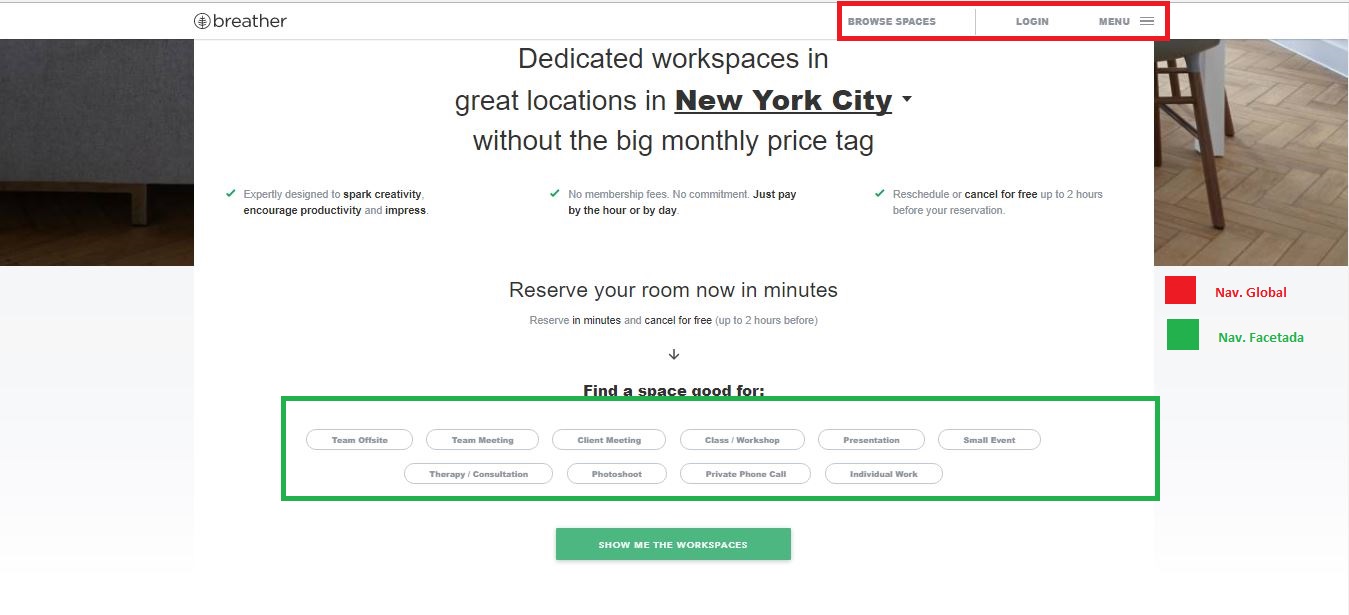 breather
BROWSE SPACES LOGIN MENU
Dedicated workspaces in
great locations in New York City
without the big monthly price tag
Expertly designed to spark creativity,
encourage productivity and impress.
No membership fees. No commitment. Just pay
by the hour or by day.
Reschedule or cancel for free up to 2 hours
before your reservation.
Reserve your room now in minutes
Reserve in minutes and cancel for free (up to 2 hours before)
Nav. Global
Nav. Facetada
Find a space good for:
Team Offsite Team Meeting Client Meeting Class / Workshop Presentation Small Event
Therapy / Consultation Photoshoot Private Phone Call Individual Work
SHOW ME THE WORKSPACES